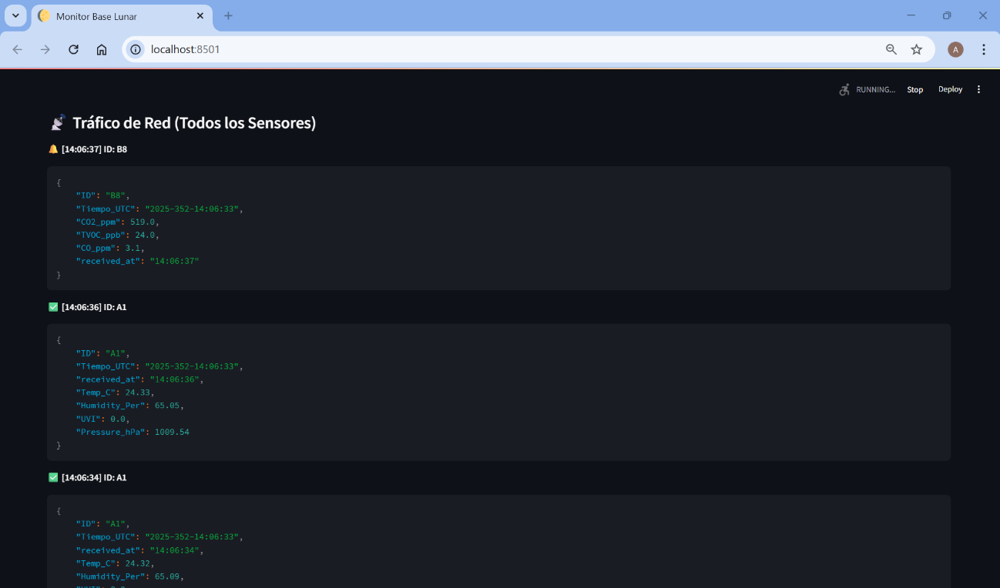 Monitor Base Lunar
localhost:8501
A
RUNNING...
Stop
Deploy
Tráfico de Red (Todos los Sensores)
[14:06:37] ID: B8
{
"ID": "B8",
"Tiempo_UTC": "2025-352-14:06:33",
"CO2_ppm": 519.0,
"TVOC_ppb": 24.0,
"CO_ppm": 3.1,
"received_at": "14:06:37"
}
[14:06:36] ID: A1
{
"ID": "A1",
"Tiempo_UTC": "2025-352-14:06:33",
"received_at": "14:06:36",
"Temp_C": 24.33,
"Humidity_Per": 65.05,
"UVI": 0.0,
"Pressure_hPa": 1009.54
}
[14:06:34] ID: A1
{
"ID": "A1",
"Tiempo_UTC": "2025-352-14:06:33",
"received_at": "14:06:34",
"Temp_C": 24.32,
"Humidity_Per": 65.09,